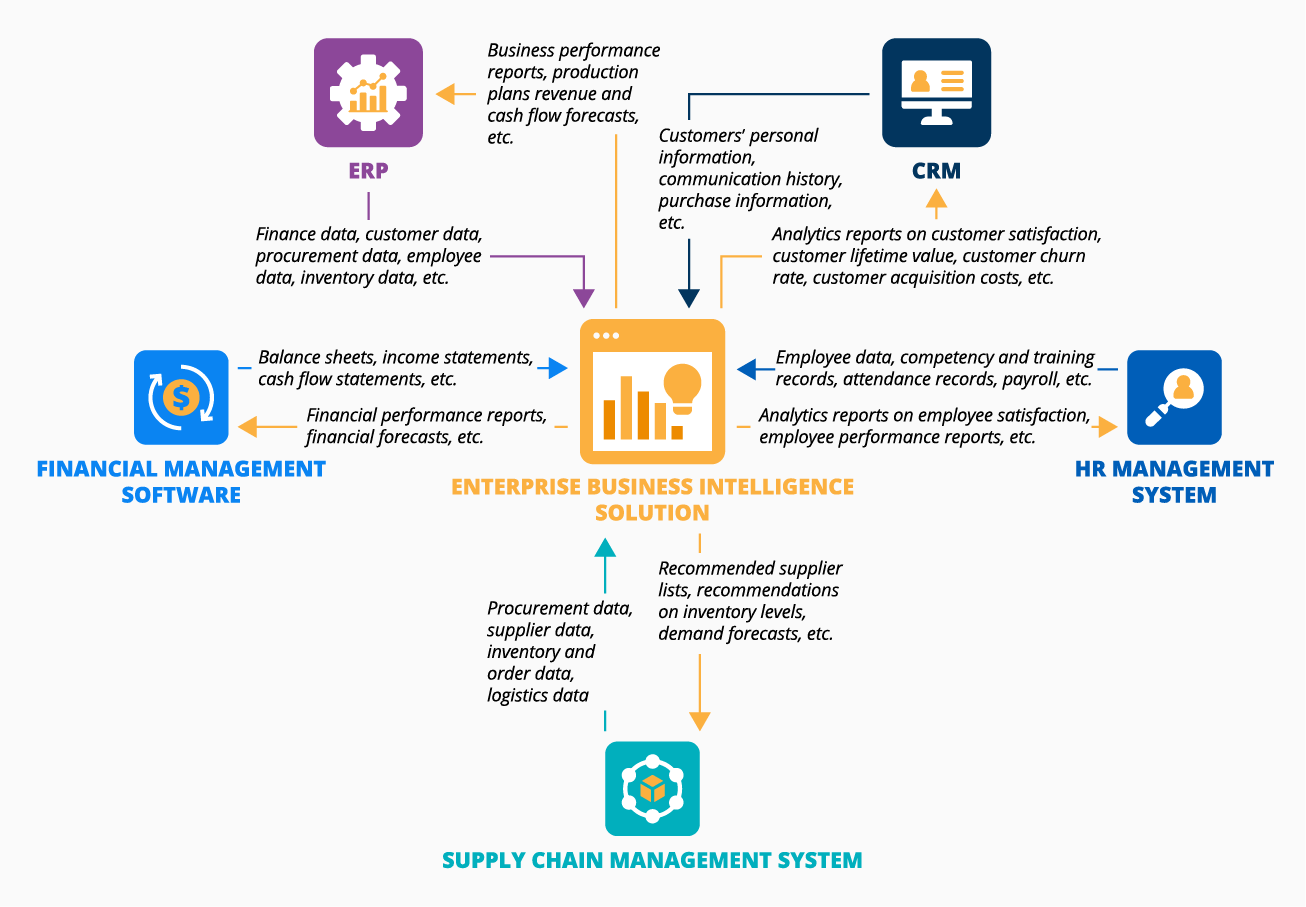 Business performance
reports, production
plans revenue and
cash flow forecasts,
etc.
ERP
Customers' personal
information,
communication history,
purchase information,
etc.
CRM
Finance data, customer data,
procurement data, employee
data, inventory data, etc.
Analytics reports on customer satisfaction,
customer lifetime value, customer churn
rate, customer acquisition costs, etc.
Balance sheets, income statements,
cash flow statements, etc.
Financial performance reports,
financial forecasts, etc.
FINANCIAL MANAGEMENT
SOFTWARE
$
Employee data, competency and training
records, attendance records, payroll, etc.
Analytics reports on employee satisfaction,
employee performance reports, etc.
HR MANAGEMENT
SYSTEM
ENTERPRISE BUSINESS INTELLIGENCE
SOLUTION
Procurement data,
supplier data,
inventory and
order data,
logistics data
Recommended supplier
lists, recommendations
on inventory levels,
demand forecasts, etc.
SUPPLY CHAIN MANAGEMENT SYSTEM